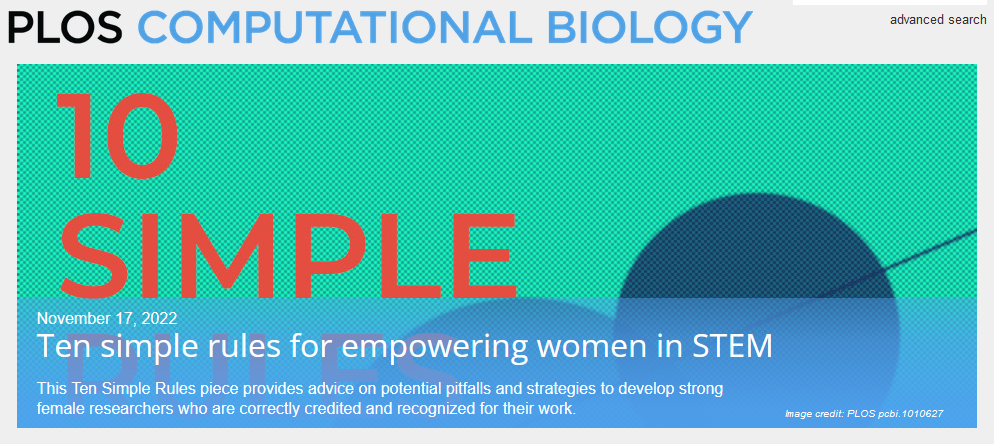 PLOS COMPUTATIONAL BIOLOGY
advanced search
10
SIMPLE
RULES
November 17, 2022
Ten simple rules for empowering women in STEM
This Ten Simple Rules piece provides advice on potential pitfalls and strategies to develop strong
female researchers who are correctly credited and recognized for their work.
Image credit: PLOS pcbi.1010627